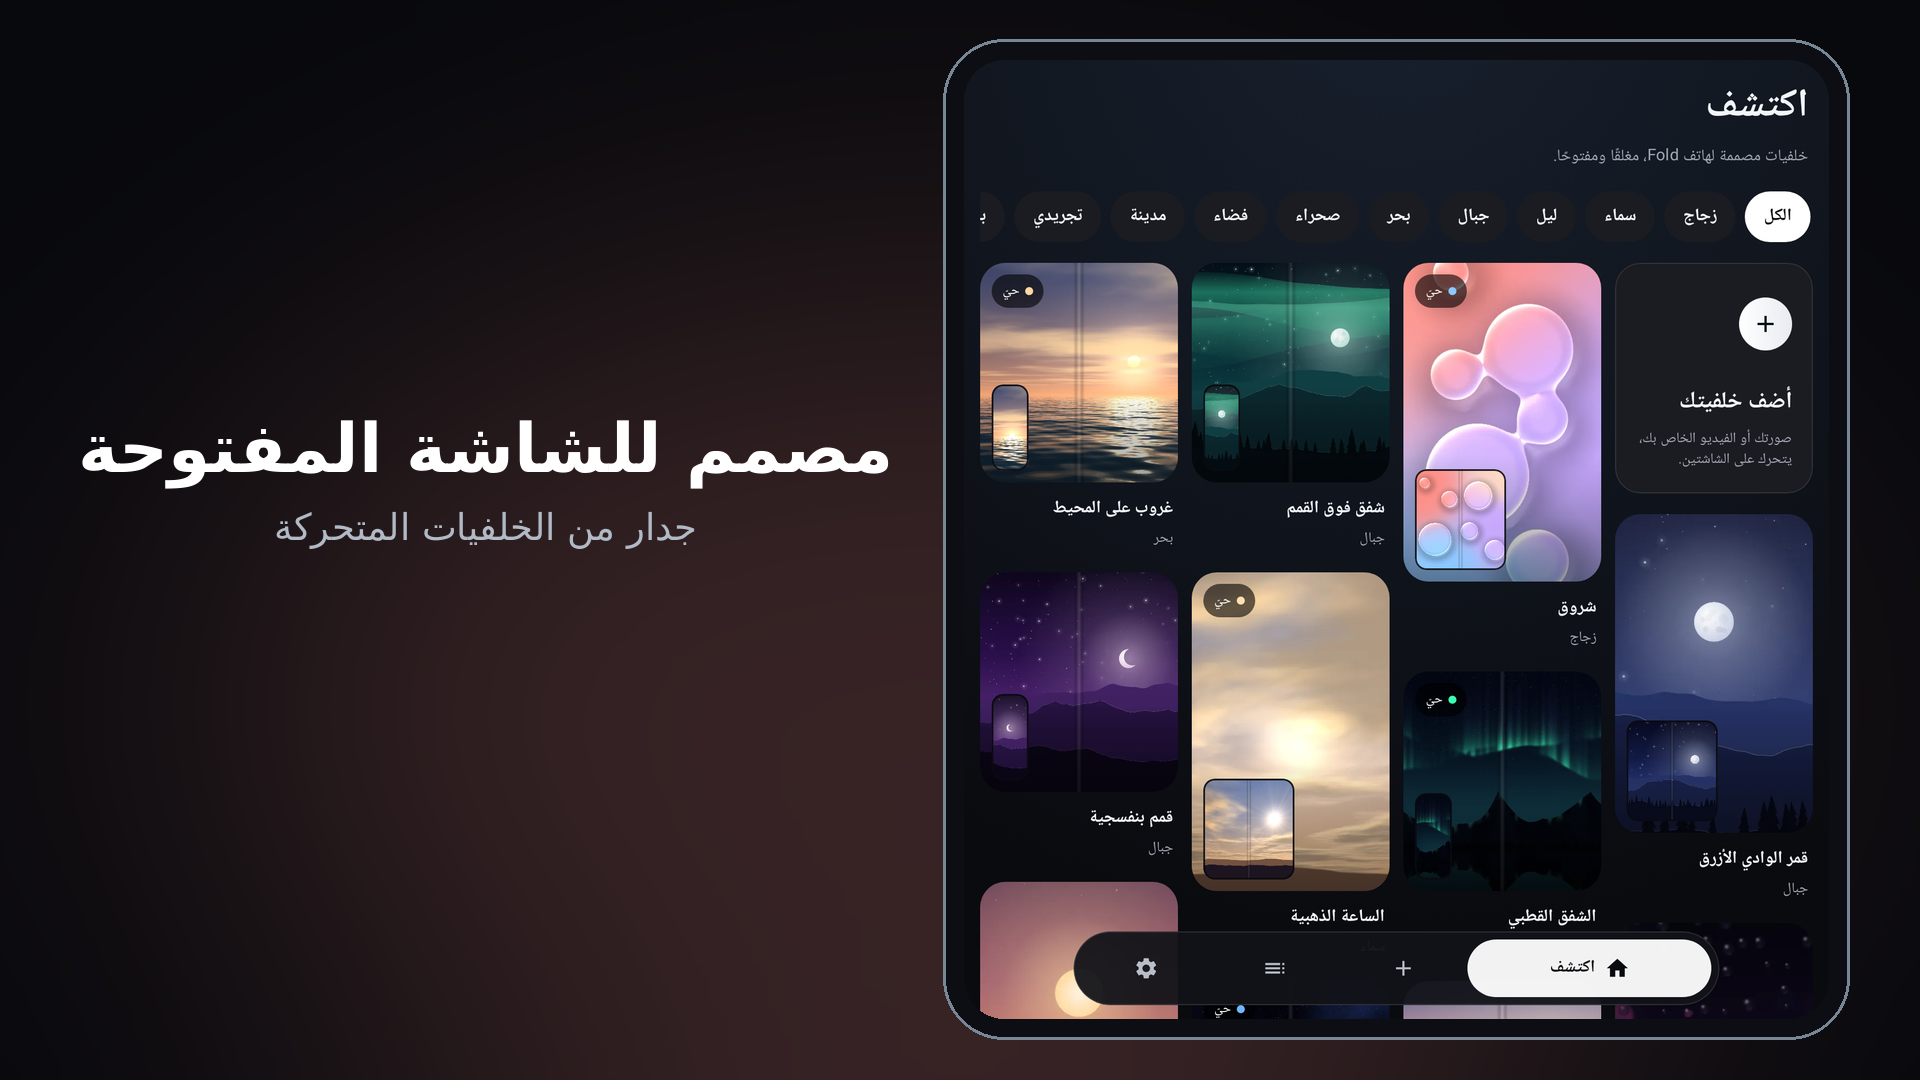 مصمم للشاشة المفتوحة
جدار من الخلفيات المتحركة
اكتشف
خلفيات مصممة لهاتف Fold، مغلقًا ومفتوحًا.
الكل
زجاج
سماء
ليل
جبال
بحر
صحراء
فضاء
مدينة
تجريدي
أضف خلفيتك
صورتك أو الفيديو الخاص بك،
يتحرك على الشاشتين.
حيّ
شروق
زجاج
شفق فوق القمم
جبال
حيّ
غروب على المحيط
بحر
قمر الوادي الأزرق
جبال
حيّ
الشفق القطبي
حيّ
الساعة الذهبية
سماء
قمم بنفسجية
جبال
حيّ
اكتشف